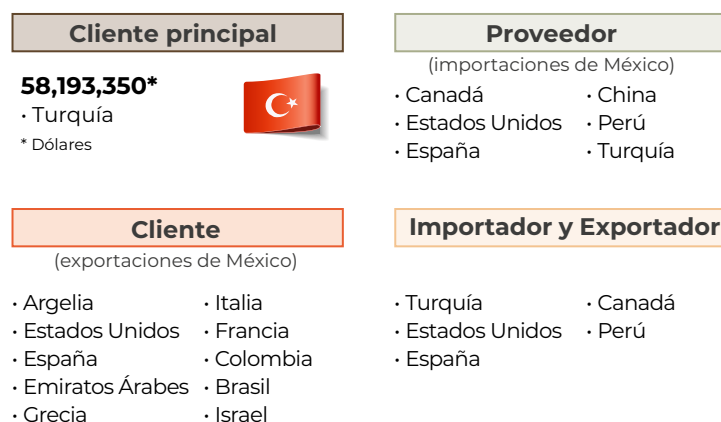 Cliente principal
58,193,350*
· Turquía
* Dólares
Proveedor
(importaciones de México)
· Canadá
· Estados Unidos
· España
· China
· Perú
· Turquía
Cliente
(exportaciones de México)
· Argelia
· Estados Unidos
· España
· Emiratos Árabes
· Grecia
· Italia
· Francia
· Colombia
· Brasil
· Israel
Importador y Exportador
· Turquía
· Estados Unidos
· España
· Canadá
· Perú